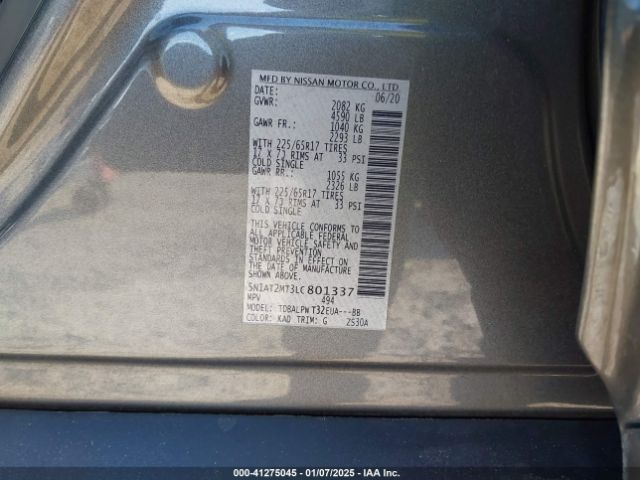 MFD BY NISSAN MOTOR CO., LTD
DATE: 06/20
GVWR: 2082 KG
4590 LB
GAWR FR.: 1040 KG
2293 LB
WITH 225/65R17 TIRES
17 X 7J RIMS AT 33 PSI
COLD SINGLE
GAWR RR.: 1055 KG
2326 LB
WITH 225/65R17 TIRES
17 X 7J RIMS AT 33 PSI
COLD SINGLE
THIS VEHICLE CONFORMS TO
ALL APPLICABLE FEDERAL
MOTOR VEHICLE SAFETY AND
THEFT PREVENTION
STANDARDS IN EFFECT ON
THE DATE OF MANUFACTURE
SHOWN ABOVE.
5N1AT2MT3LC801337
MPV 494
MODEL: TDBALPW T32EUA---BB
COLOR: KAD TRIM: G ZS30A
000-41275045 - 01/07/2025 - IAA Inc.